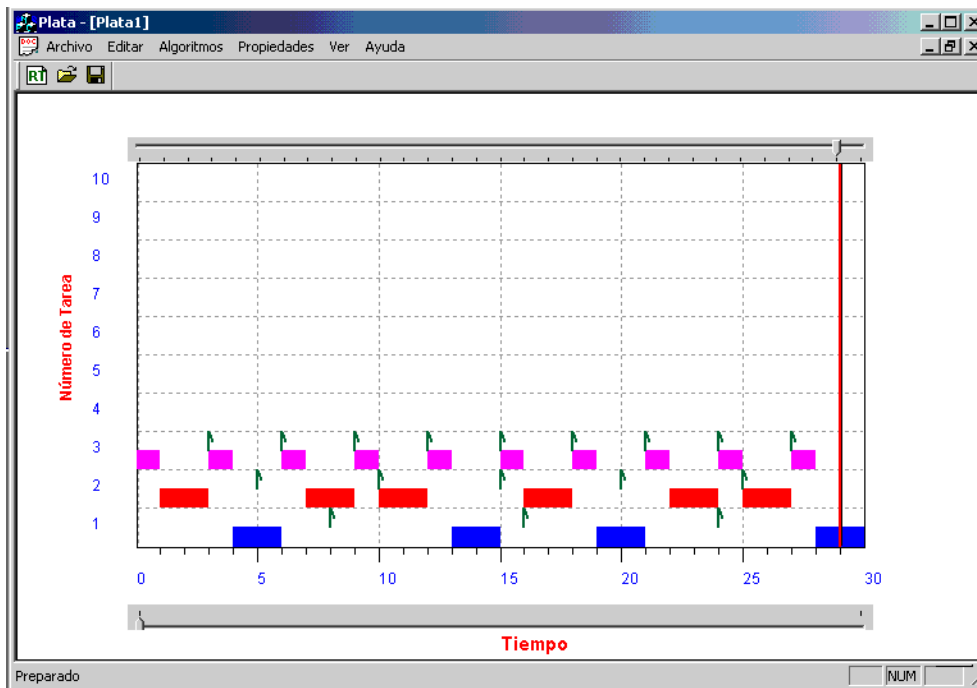 Plata - [Plata1]
DOC
Archivo Editar Algoritmos Propiedades Ver Ayuda
RT
10
9
8
7
6
5
4
3
2
1
Número de Tarea
0 5 10 15 20 25 30
Tiempo
Preparado NUM